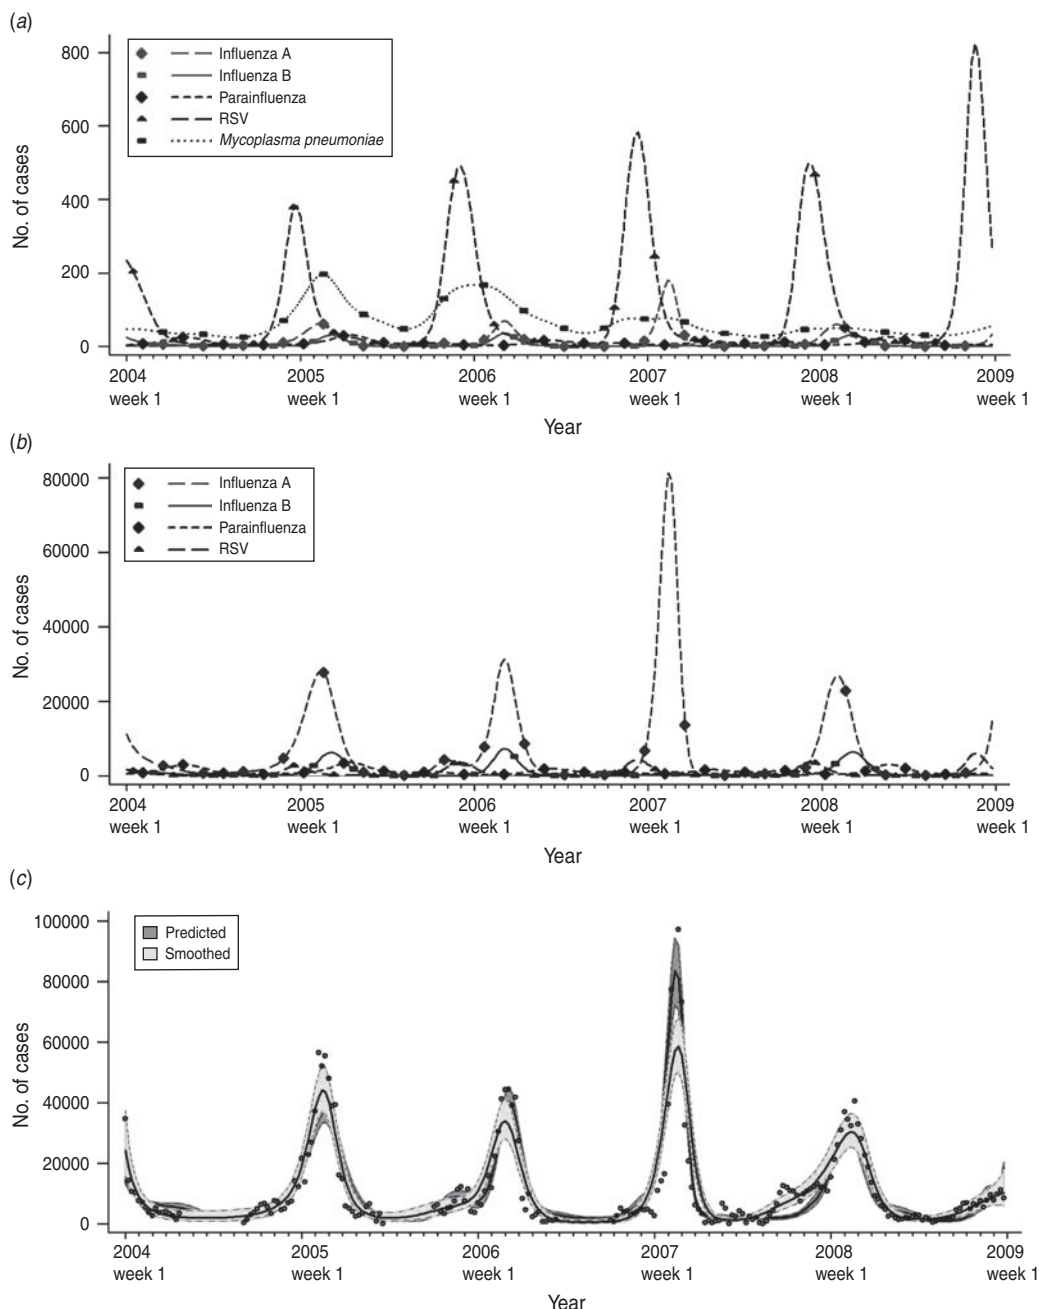 (a)
No. of cases
800
600
400
200
0
Influenza A
Influenza B
Parainfluenza
RSV
Mycoplasma pneumoniae
2004 2005 2006 2007 2008 2009
week 1 week 1 week 1 week 1 week 1 week 1
Year
(b)
No. of cases
80000
60000
40000
20000
0
Influenza A
Influenza B
Parainfluenza
RSV
2004 2005 2006 2007 2008 2009
week 1 week 1 week 1 week 1 week 1 week 1
Year
(c)
No. of cases
100000
80000
60000
40000
20000
0
Predicted
Smoothed
2004 2005 2006 2007 2008 2009
week 1 week 1 week 1 week 1 week 1 week 1
Year